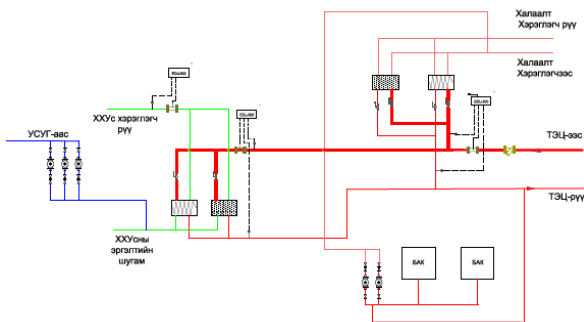 Халаалт
Хэрэглэгч рүү
Халаалт
Хэрэглэгчээс
ХХУс хэрэглэгч
рүү
УСУГ-аас
ТЭЦ-ээс
ТЭЦ-рүү
ХХУсны
эргэлтийн
шугам
БАК
БАК